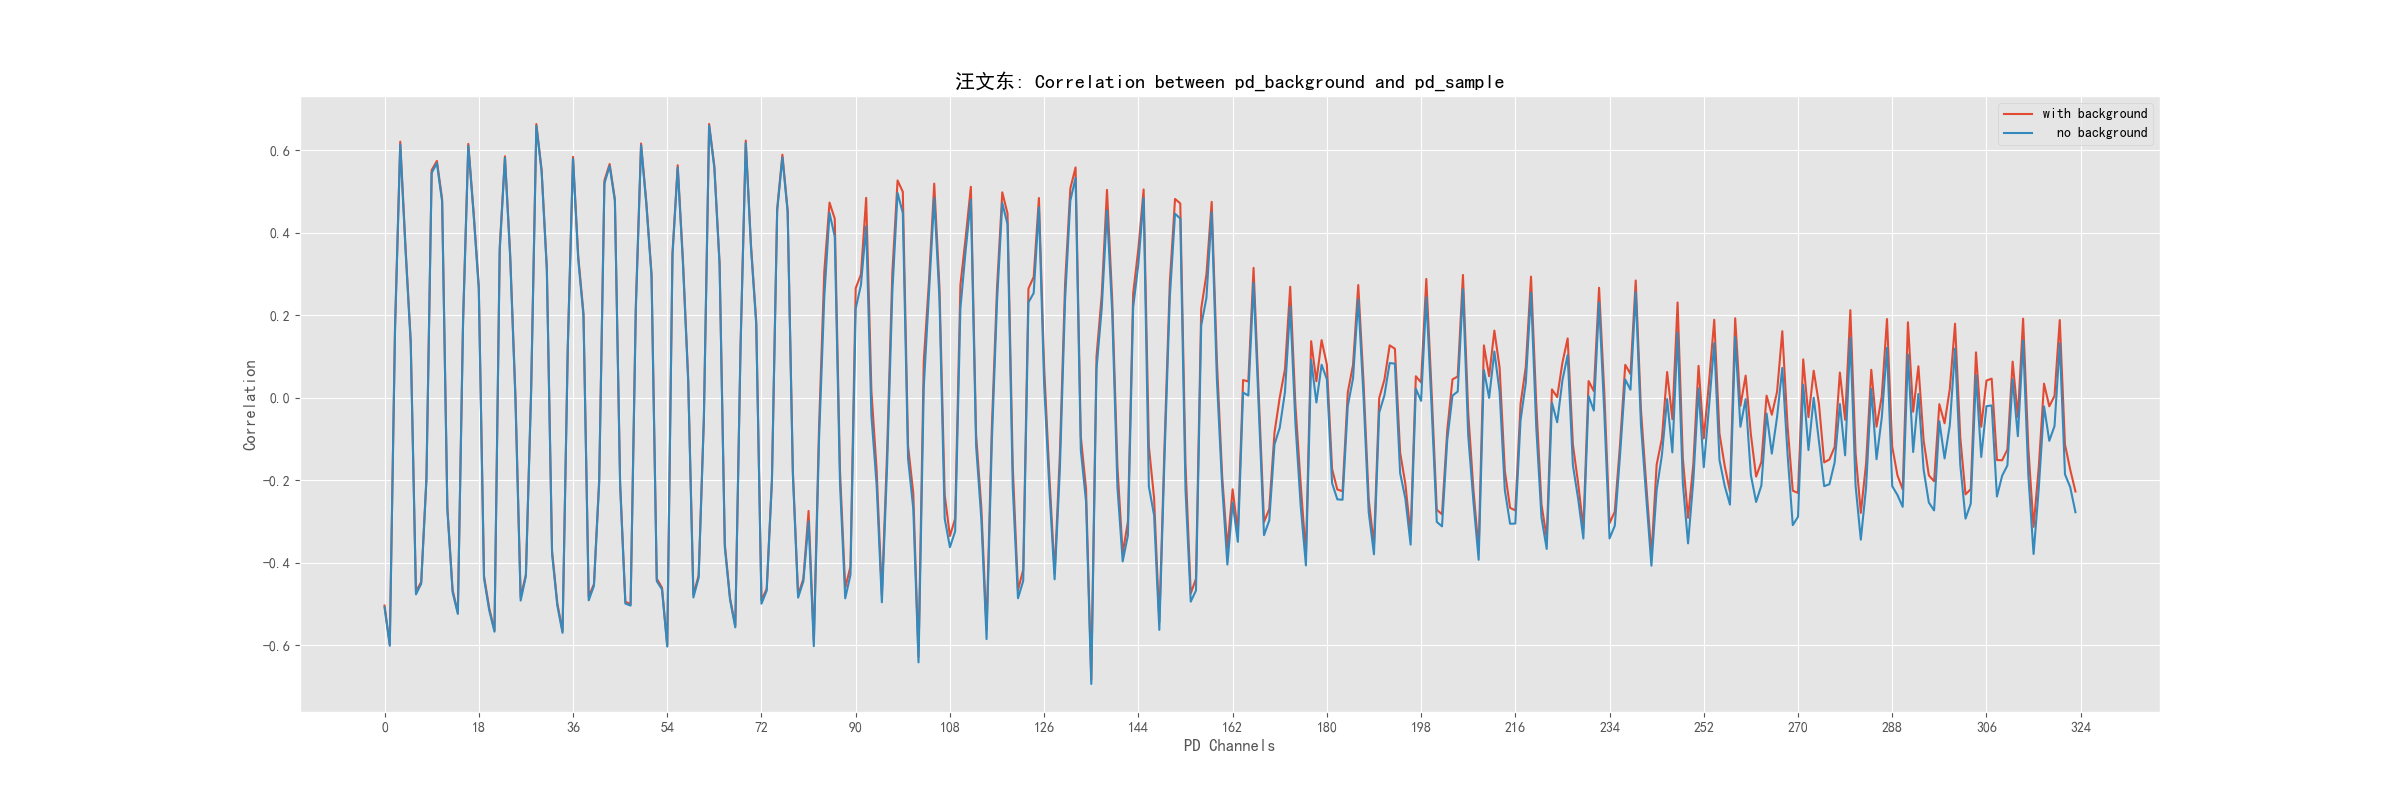 汪文东: Correlation between pd_background and pd_sample
with background
no background
0.6
0.4
0.2
0.0
-0.2
-0.4
-0.6
Correlation
0 18 36 54 72 90 108 126 144 162 180 198 216 234 252 270 288 306 324
PD Channels